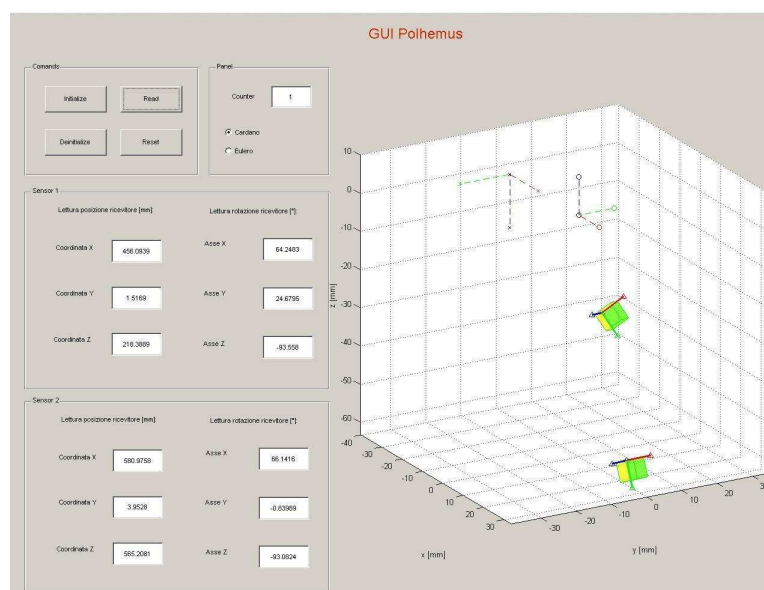 GUI Polhemus
Comands
Initialize
Read
Deinitialize
Reset
Panel
Counter
1
Cardano
Eulero
Sensor 1
Lettura posizione ricevitore [mm]:
Lettura rotazione ricevitore [°]:
Coordinata X
456.0939
Asse X
64.2483
Coordinata Y
1.5169
Asse Y
24.6795
Coordinata Z
218.3889
Asse Z
-93.558
Sensor 2
Lettura posizione ricevitore [mm]:
Lettura rotazione ricevitore [°]:
Coordinata X
580.9758
Asse X
66.1416
Coordinata Y
3.9528
Asse Y
-0.83989
Coordinata Z
565.2081
Asse Z
-93.0824
10
0
-10
-20
-30
-40
-50
-60
z [mm]
-40
-30
-20
-10
0
10
20
30
x [mm]
-30
-20
-10
0
10
20
y [mm]